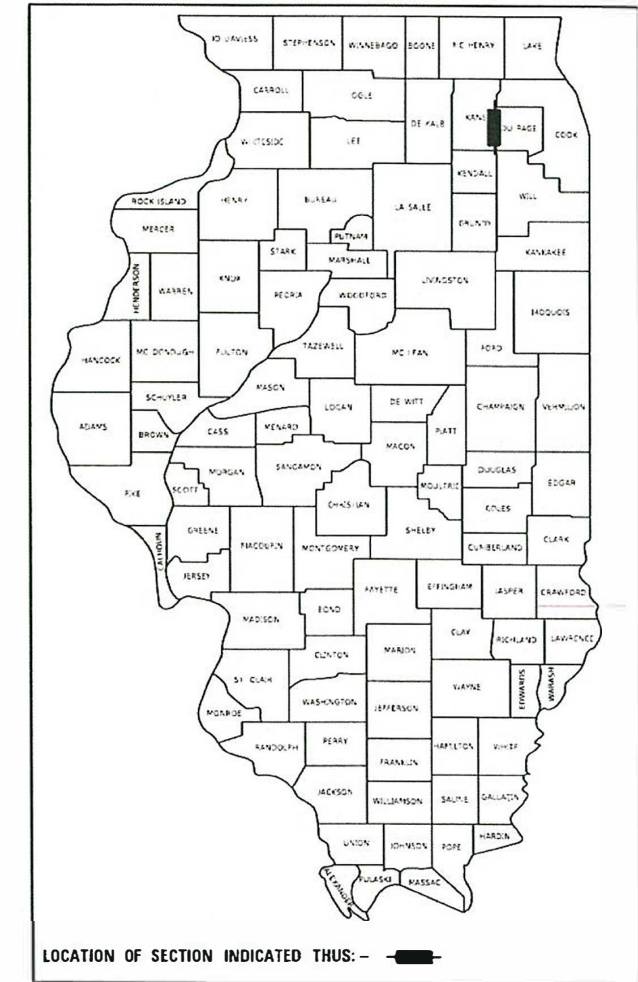 JO DAVIESS STEPHENSON WINNEBAGO BOONE MC HENRY LAKE
CARROLL OGLE DE KALB KANE DU PAGE COOK
WHITESIDE LEE
KENDALL
ROCK ISLAND HENRY BUREAU LA SALLE WILL
MERCER PUTNAM GRUNDY
STARK MARSHALL KANKAKEE
HENDERSON WARREN KNOX PEORIA WOODFORD LIVINGSTON
IROQUOIS
HANCOCK MC DONOUGH FULTON TAZEWELL MC LEAN FORD
MASON
SCHUYLER LOGAN DE WITT
ADAMS BROWN CASS MENARD PIATT CHAMPAIGN VERMILION
MACON
MORGAN SANGAMON DOUGLAS
PIKE SCOTT CHRISTIAN MOULTRIE EDGAR
COLES
CALHOUN GREENE MACOUPIN MONTGOMERY SHELBY
CUMBERLAND CLARK
JERSEY FAYETTE EFFINGHAM JASPER CRAWFORD
MADISON BOND
CLAY RICHLAND LAWRENCE
CLINTON MARION
ST. CLAIR WAYNE EDWARDS WABASH
MONROE WASHINGTON JEFFERSON
RANDOLPH PERRY HAMILTON WHITE
FRANKLIN
JACKSON WILLIAMSON SALINE GALLATIN
UNION JOHNSON POPE HARDIN
ALEXANDER PULASKI MASSAC
LOCATION OF SECTION INDICATED THUS:-